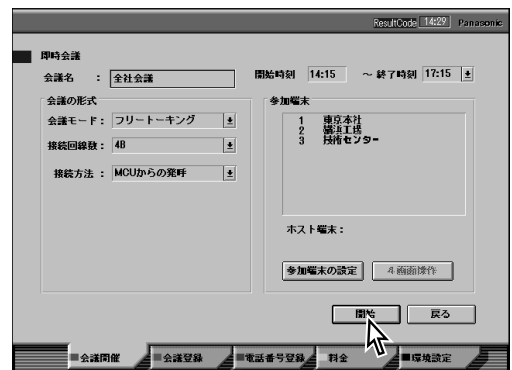 ResultCode 14:29 Panasonic
即時会議
会議名 : 全社会議
開始時刻 14:15 ~ 終了時刻 17:15
会議の形式
会議モード: フリートーキング
接続回線数: 4B
接続方法 : MCUからの発呼
参加端末
1 東京本社
2 横浜工場
3 技術センター
ホスト端末:
参加端末の設定 4画面操作
開始 戻る
会議開催 会議登録 電話番号登録 料金 環境設定